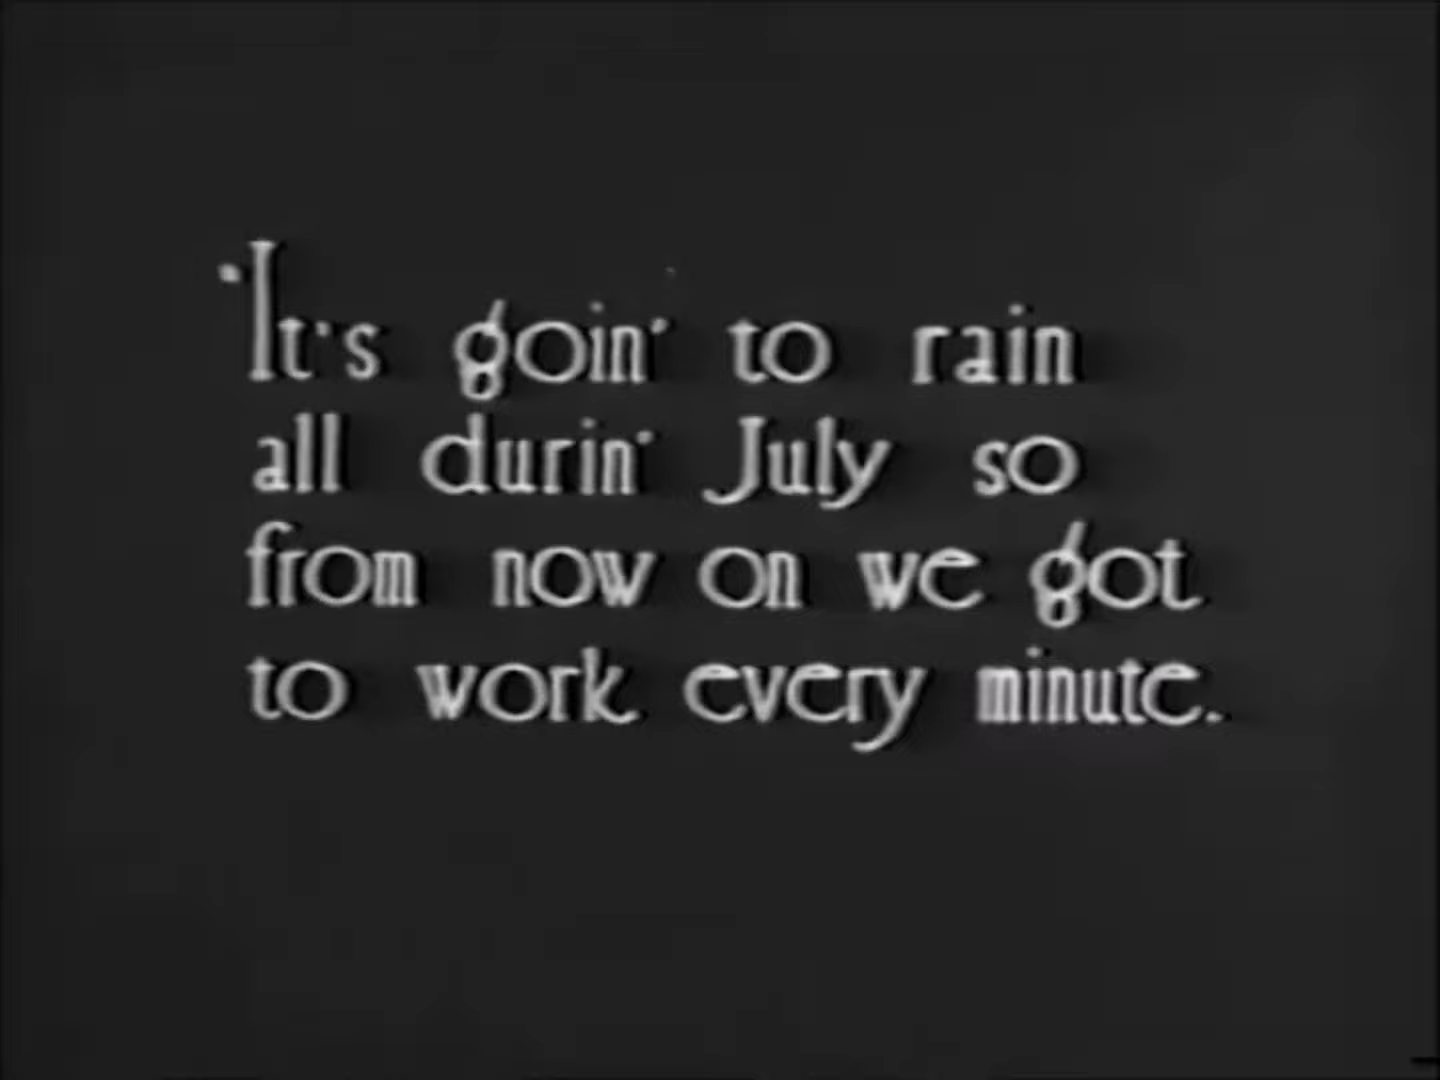 "It's goin' to rain
all durin' July so
from now on we got
to work every minute.